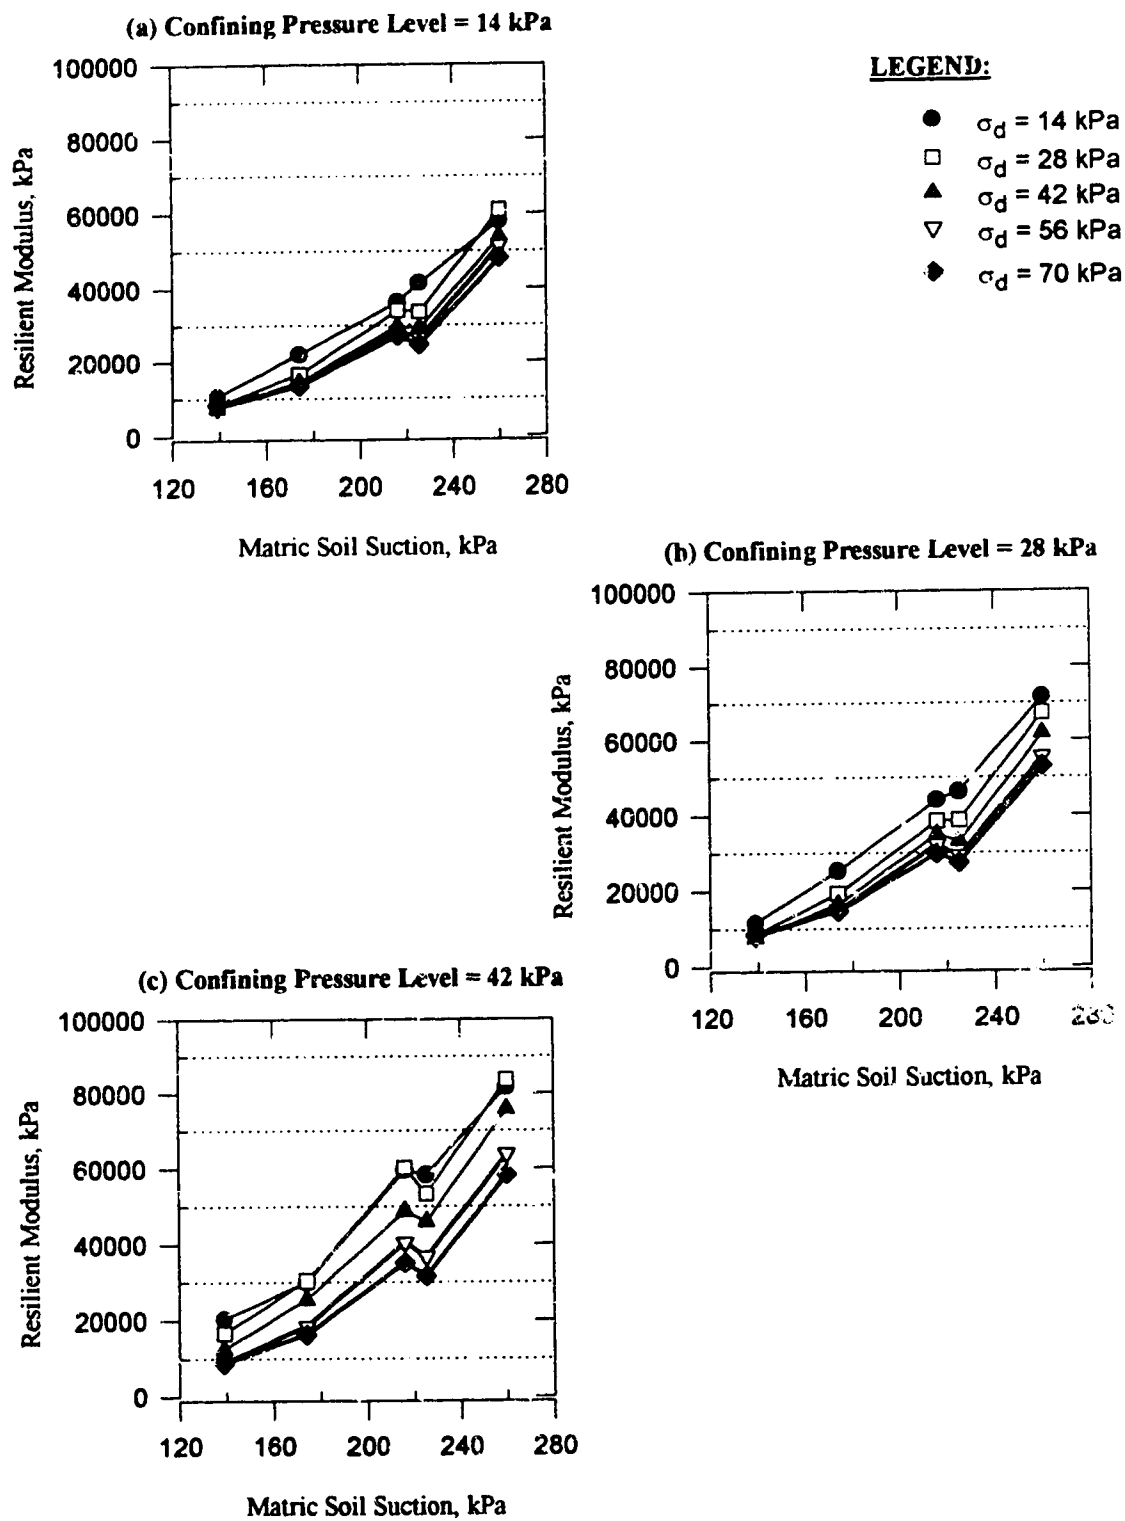 (a) Confining Pressure Level = 14 kPa
100000
80000
60000
40000
20000
0
Resilient Modulus, kPa
120 160 200 240 280
Matric Soil Suction, kPa
LEGEND:
σd = 14 kPa
σd = 28 kPa
σd = 42 kPa
σd = 56 kPa
σd = 70 kPa
(b) Confining Pressure Level = 28 kPa
100000
80000
60000
40000
20000
0
Resilient Modulus, kPa
120 160 200 240 280
Matric Soil Suction, kPa
(c) Confining Pressure Level = 42 kPa
100000
80000
60000
40000
20000
0
Resilient Modulus, kPa
120 160 200 240 280
Matric Soil Suction, kPa